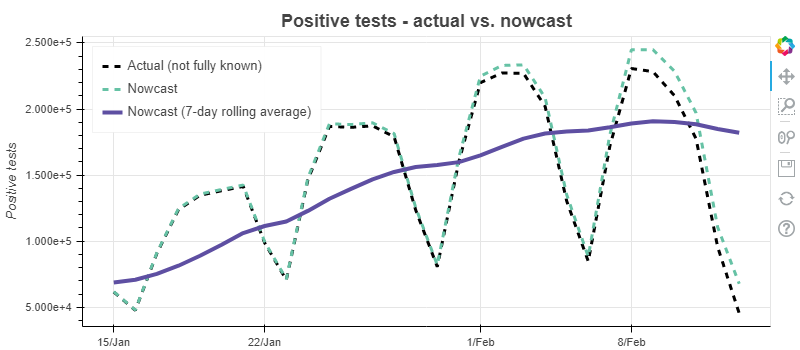 Positive tests - actual vs. nowcast
2.500e+5
Actual (not fully known)
Nowcast
2.000e+5
Nowcast (7-day rolling average)
Positive tests
1.500e+5
1.000e+5
5.000e+4
15/Jan 22/Jan 1/Feb 8/Feb